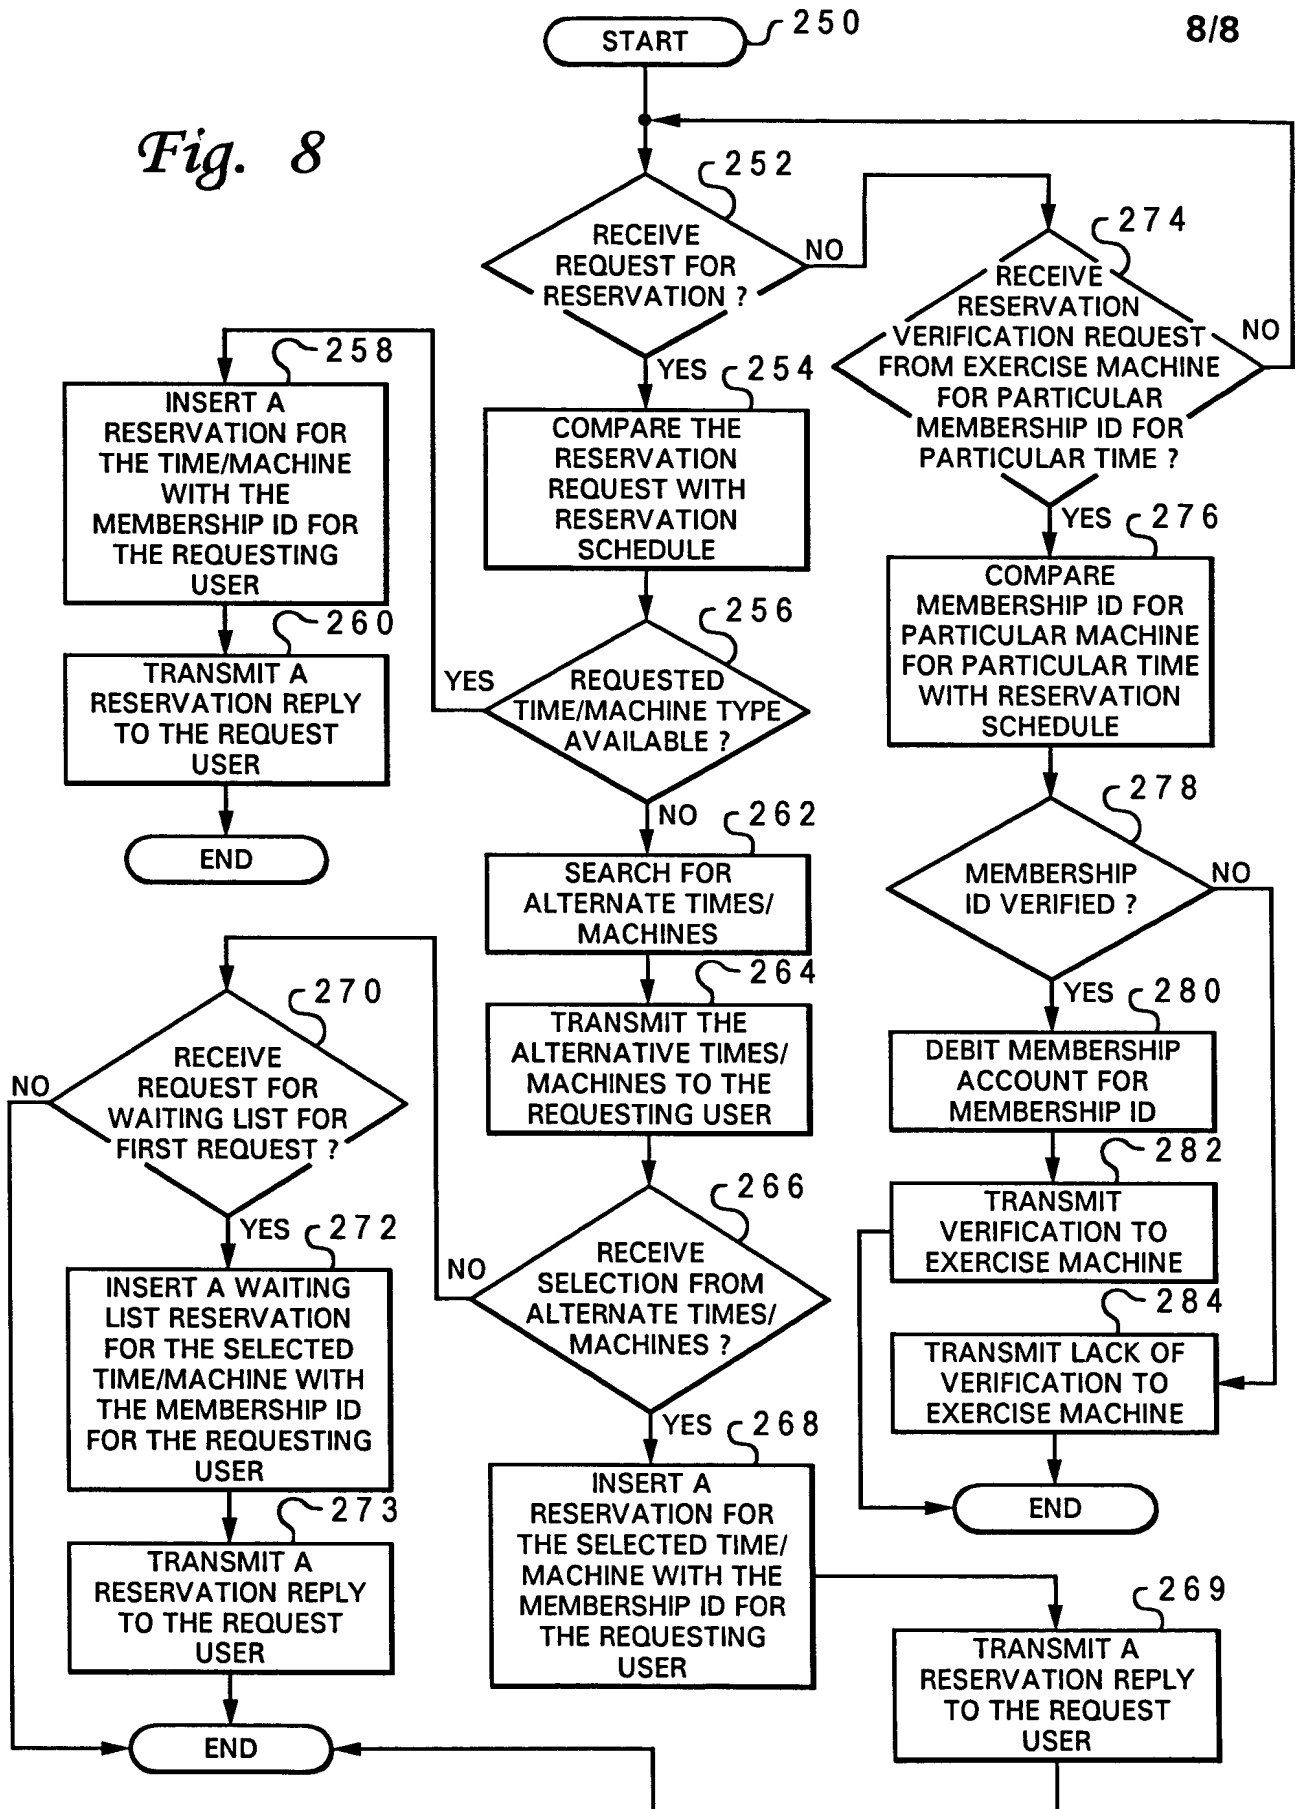 8/8
Fig. 8
START
250
252
RECEIVE
REQUEST FOR
RESERVATION ?
NO
YES
274
RECEIVE
RESERVATION
VERIFICATION REQUEST
FROM EXERCISE MACHINE
FOR PARTICULAR
MEMBERSHIP ID FOR
PARTICULAR TIME ?
NO
YES
254
COMPARE THE
RESERVATION
REQUEST WITH
RESERVATION
SCHEDULE
256
REQUESTED
TIME/MACHINE TYPE
AVAILABLE ?
YES
NO
258
INSERT A
RESERVATION FOR
THE TIME/MACHINE
WITH THE
MEMBERSHIP ID FOR
THE REQUESTING
USER
260
TRANSMIT A
RESERVATION REPLY
TO THE REQUEST
USER
END
262
SEARCH FOR
ALTERNATE TIMES/
MACHINES
264
TRANSMIT THE
ALTERNATIVE TIMES/
MACHINES TO THE
REQUESTING USER
266
RECEIVE
SELECTION FROM
ALTERNATE TIMES/
MACHINES ?
NO
YES
268
INSERT A
RESERVATION FOR
THE SELECTED TIME/
MACHINE WITH THE
MEMBERSHIP ID FOR
THE REQUESTING
USER
269
TRANSMIT A
RESERVATION REPLY
TO THE REQUEST
USER
270
RECEIVE
REQUEST FOR
WAITING LIST FOR
FIRST REQUEST ?
NO
YES
272
INSERT A WAITING
LIST RESERVATION
FOR THE SELECTED
TIME/MACHINE WITH
THE MEMBERSHIP ID
FOR THE REQUESTING
USER
273
TRANSMIT A
RESERVATION REPLY
TO THE REQUEST
USER
END
276
COMPARE
MEMBERSHIP ID FOR
PARTICULAR MACHINE
FOR PARTICULAR TIME
WITH RESERVATION
SCHEDULE
278
MEMBERSHIP
ID VERIFIED ?
NO
YES
280
DEBIT MEMBERSHIP
ACCOUNT FOR
MEMBERSHIP ID
282
TRANSMIT
VERIFICATION TO
EXERCISE MACHINE
284
TRANSMIT LACK OF
VERIFICATION TO
EXERCISE MACHINE
END